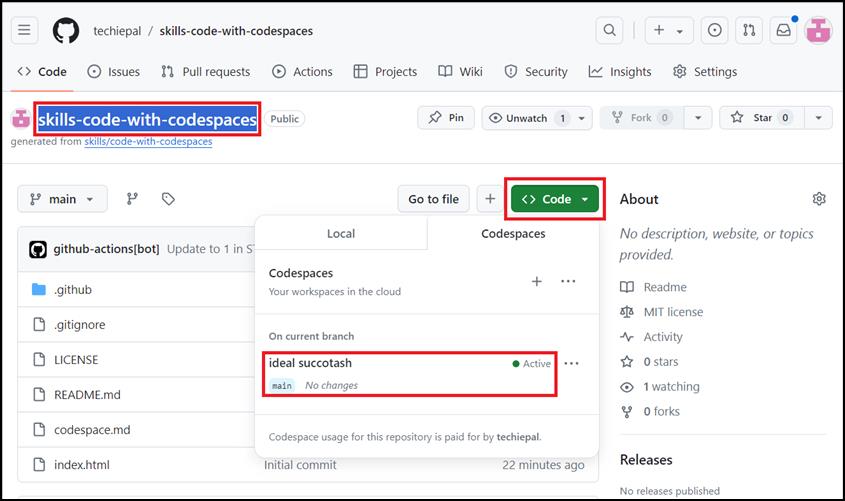 techiepal / skills-code-with-codespaces
Code Issues Pull requests Actions Projects Wiki Security Insights Settings
skills-code-with-codespaces Public Pin Unwatch 1 Fork 0 Star 0
generated from skills/code-with-codespaces
main Go to file Code
About
Local Codespaces
No description, website, or topics
provided.
github-actions[bot] Update to 1 in ST
Codespaces
Your workspaces in the cloud
Readme
.github
MIT license
.gitignore
On current branch
Activity
LICENSE
ideal succotash Active
0 stars
main No changes
1 watching
README.md
0 forks
codespace.md
Codespace usage for this repository is paid for by techiepal.
index.html Initial commit 22 minutes ago
Releases
No releases published